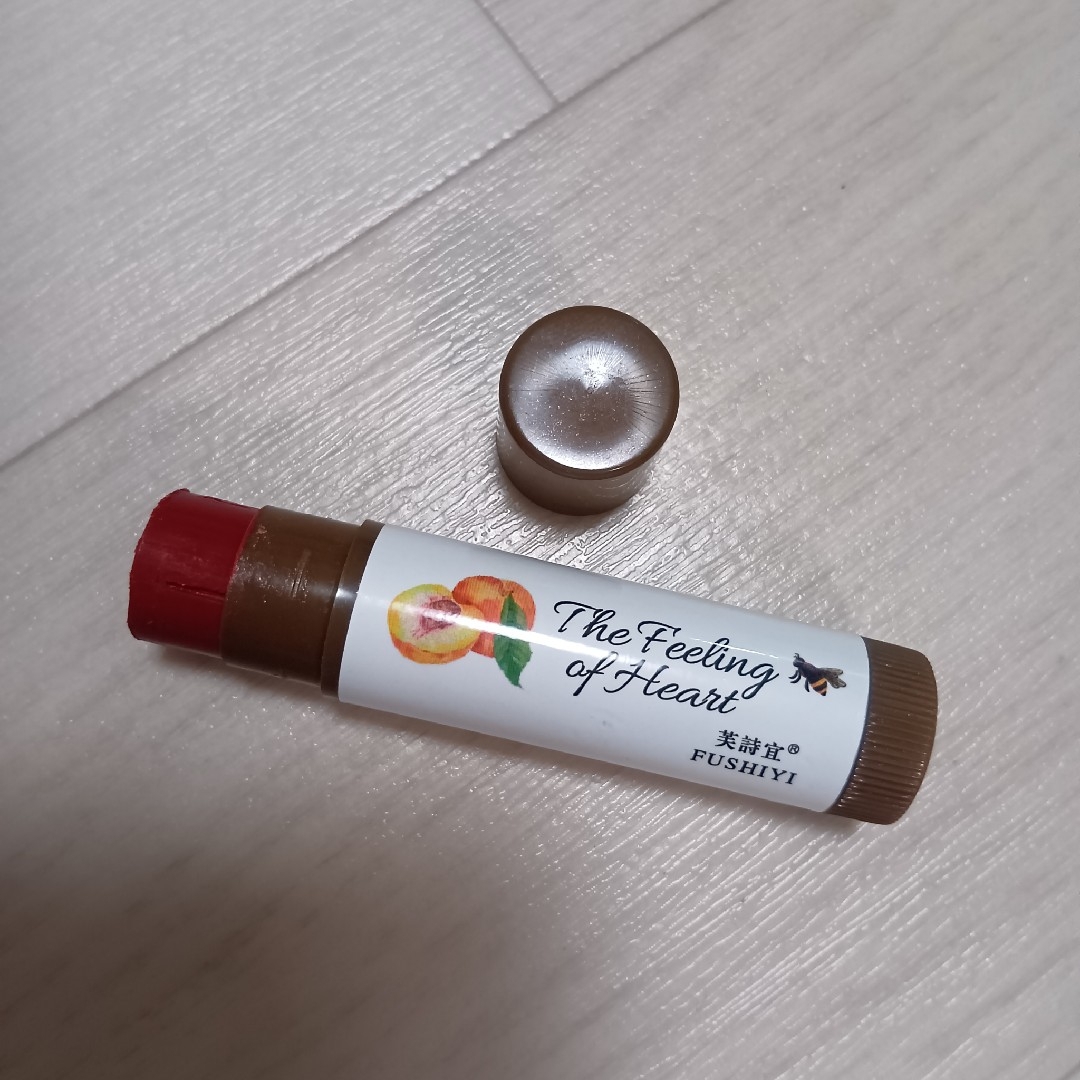 The Feeling
of Heart
芙詩宜®
FUSHIYI